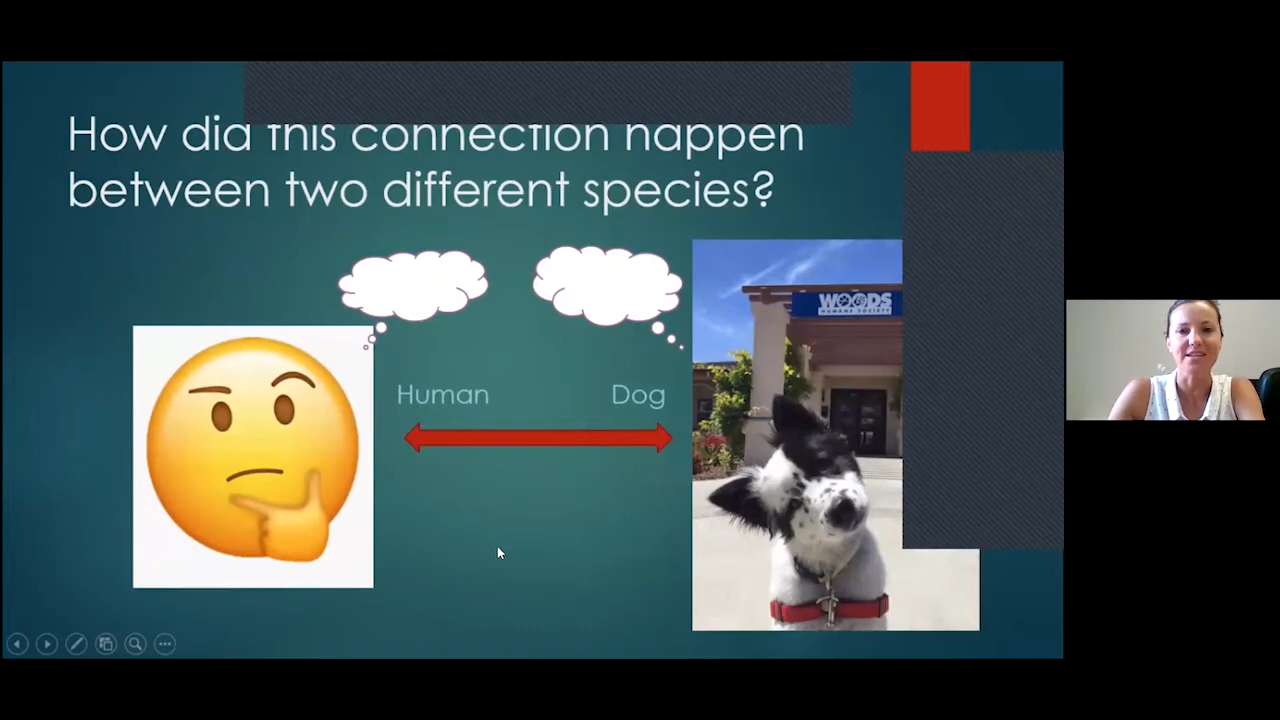 How did this connection happen
between two different species?
WOODS
HUMANE SOCIETY
Human
Dog